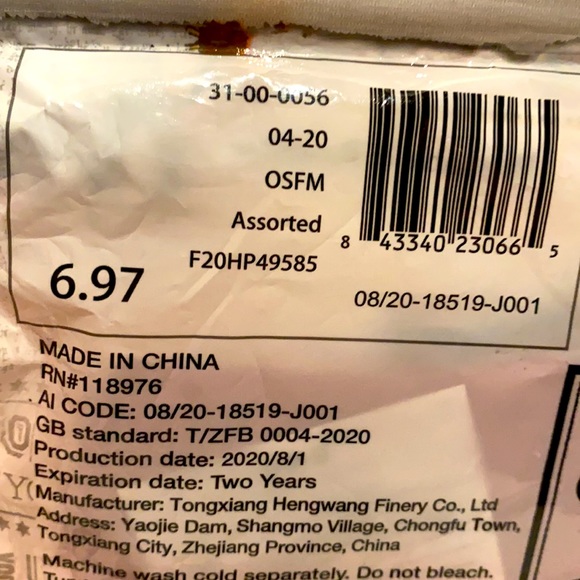 31-00-0056
04-20
OSFM
Assorted
F20HP49585
6.97
8 43340 23066 5
08/20-18519-J001
MADE IN CHINA
RN#118976
AI CODE: 08/20-18519-J001
GB standard: T/ZFB 0004-2020
Production date: 2020/8/1
Expiration date: Two Years
Manufacturer: Tongxiang Hengwang Finery Co., Ltd
Address: Yaojie Dam, Shangmo Village, Chongfu Town,
Tongxiang City, Zhejiang Province, China
Machine wash cold separately. Do not bleach.